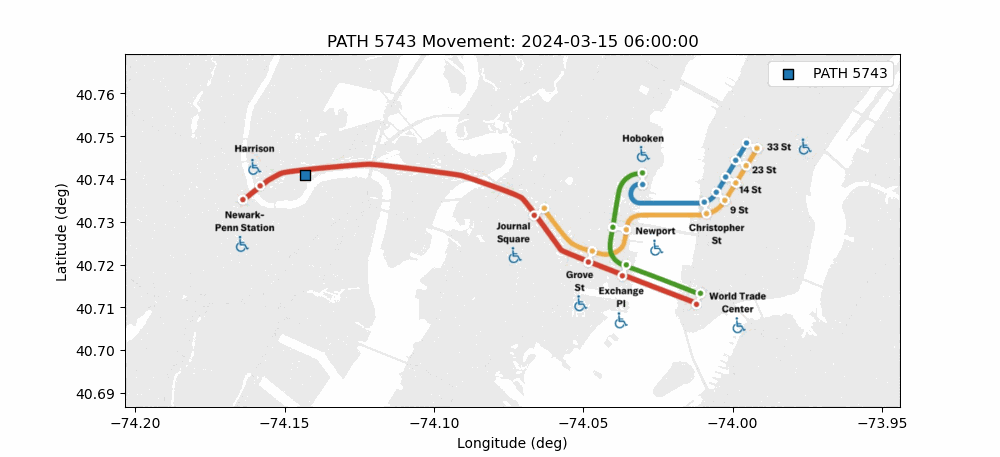 PATH 5743 Movement: 2024-03-15 06:00:00
PATH 5743
40.76
40.75
40.74
40.73
40.72
40.71
40.70
40.69
Latitude (deg)
Harrison
Newark-
Penn Station
Journal
Square
Hoboken
33 St
23 St
14 St
9 St
Christopher
St
Newport
Grove
St
Exchange
Pl
World Trade
Center
−74.20
−74.15
−74.10
−74.05
−74.00
−73.95
Longitude (deg)